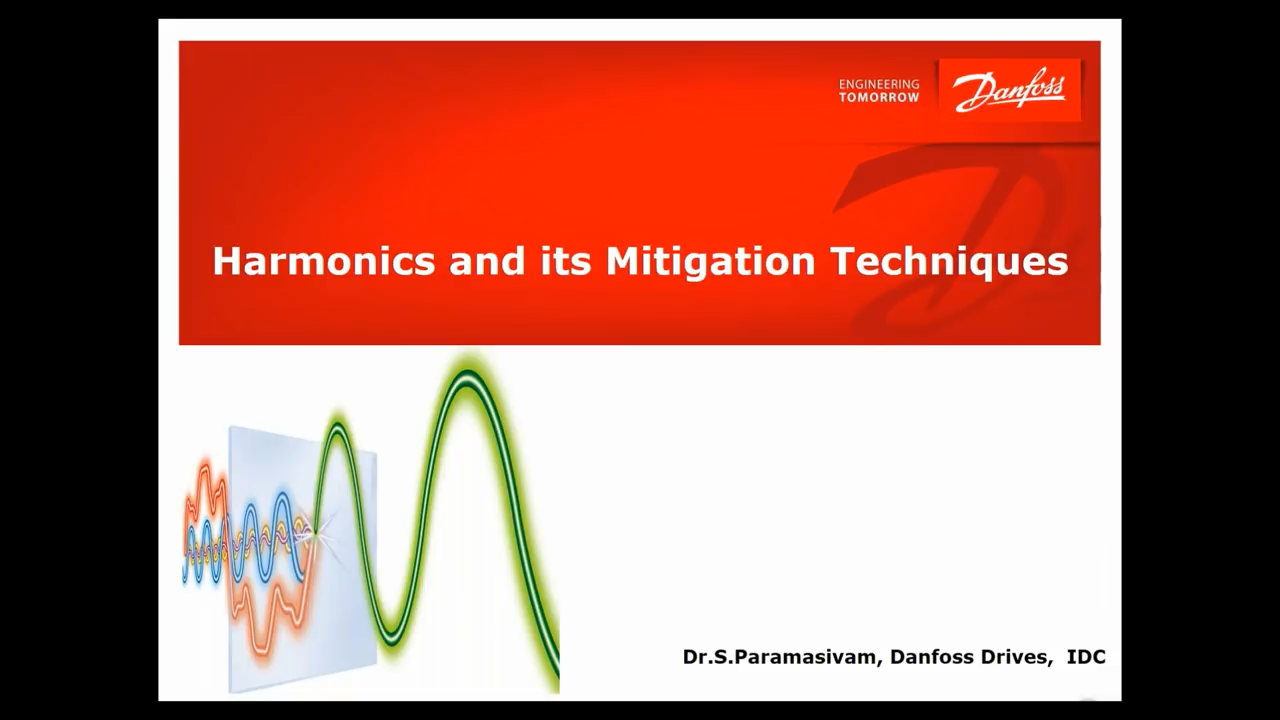 ENGINEERING
TOMORROW
Danfoss
Harmonics and its Mitigation Techniques
Dr.S.Paramasivam, Danfoss Drives, IDC